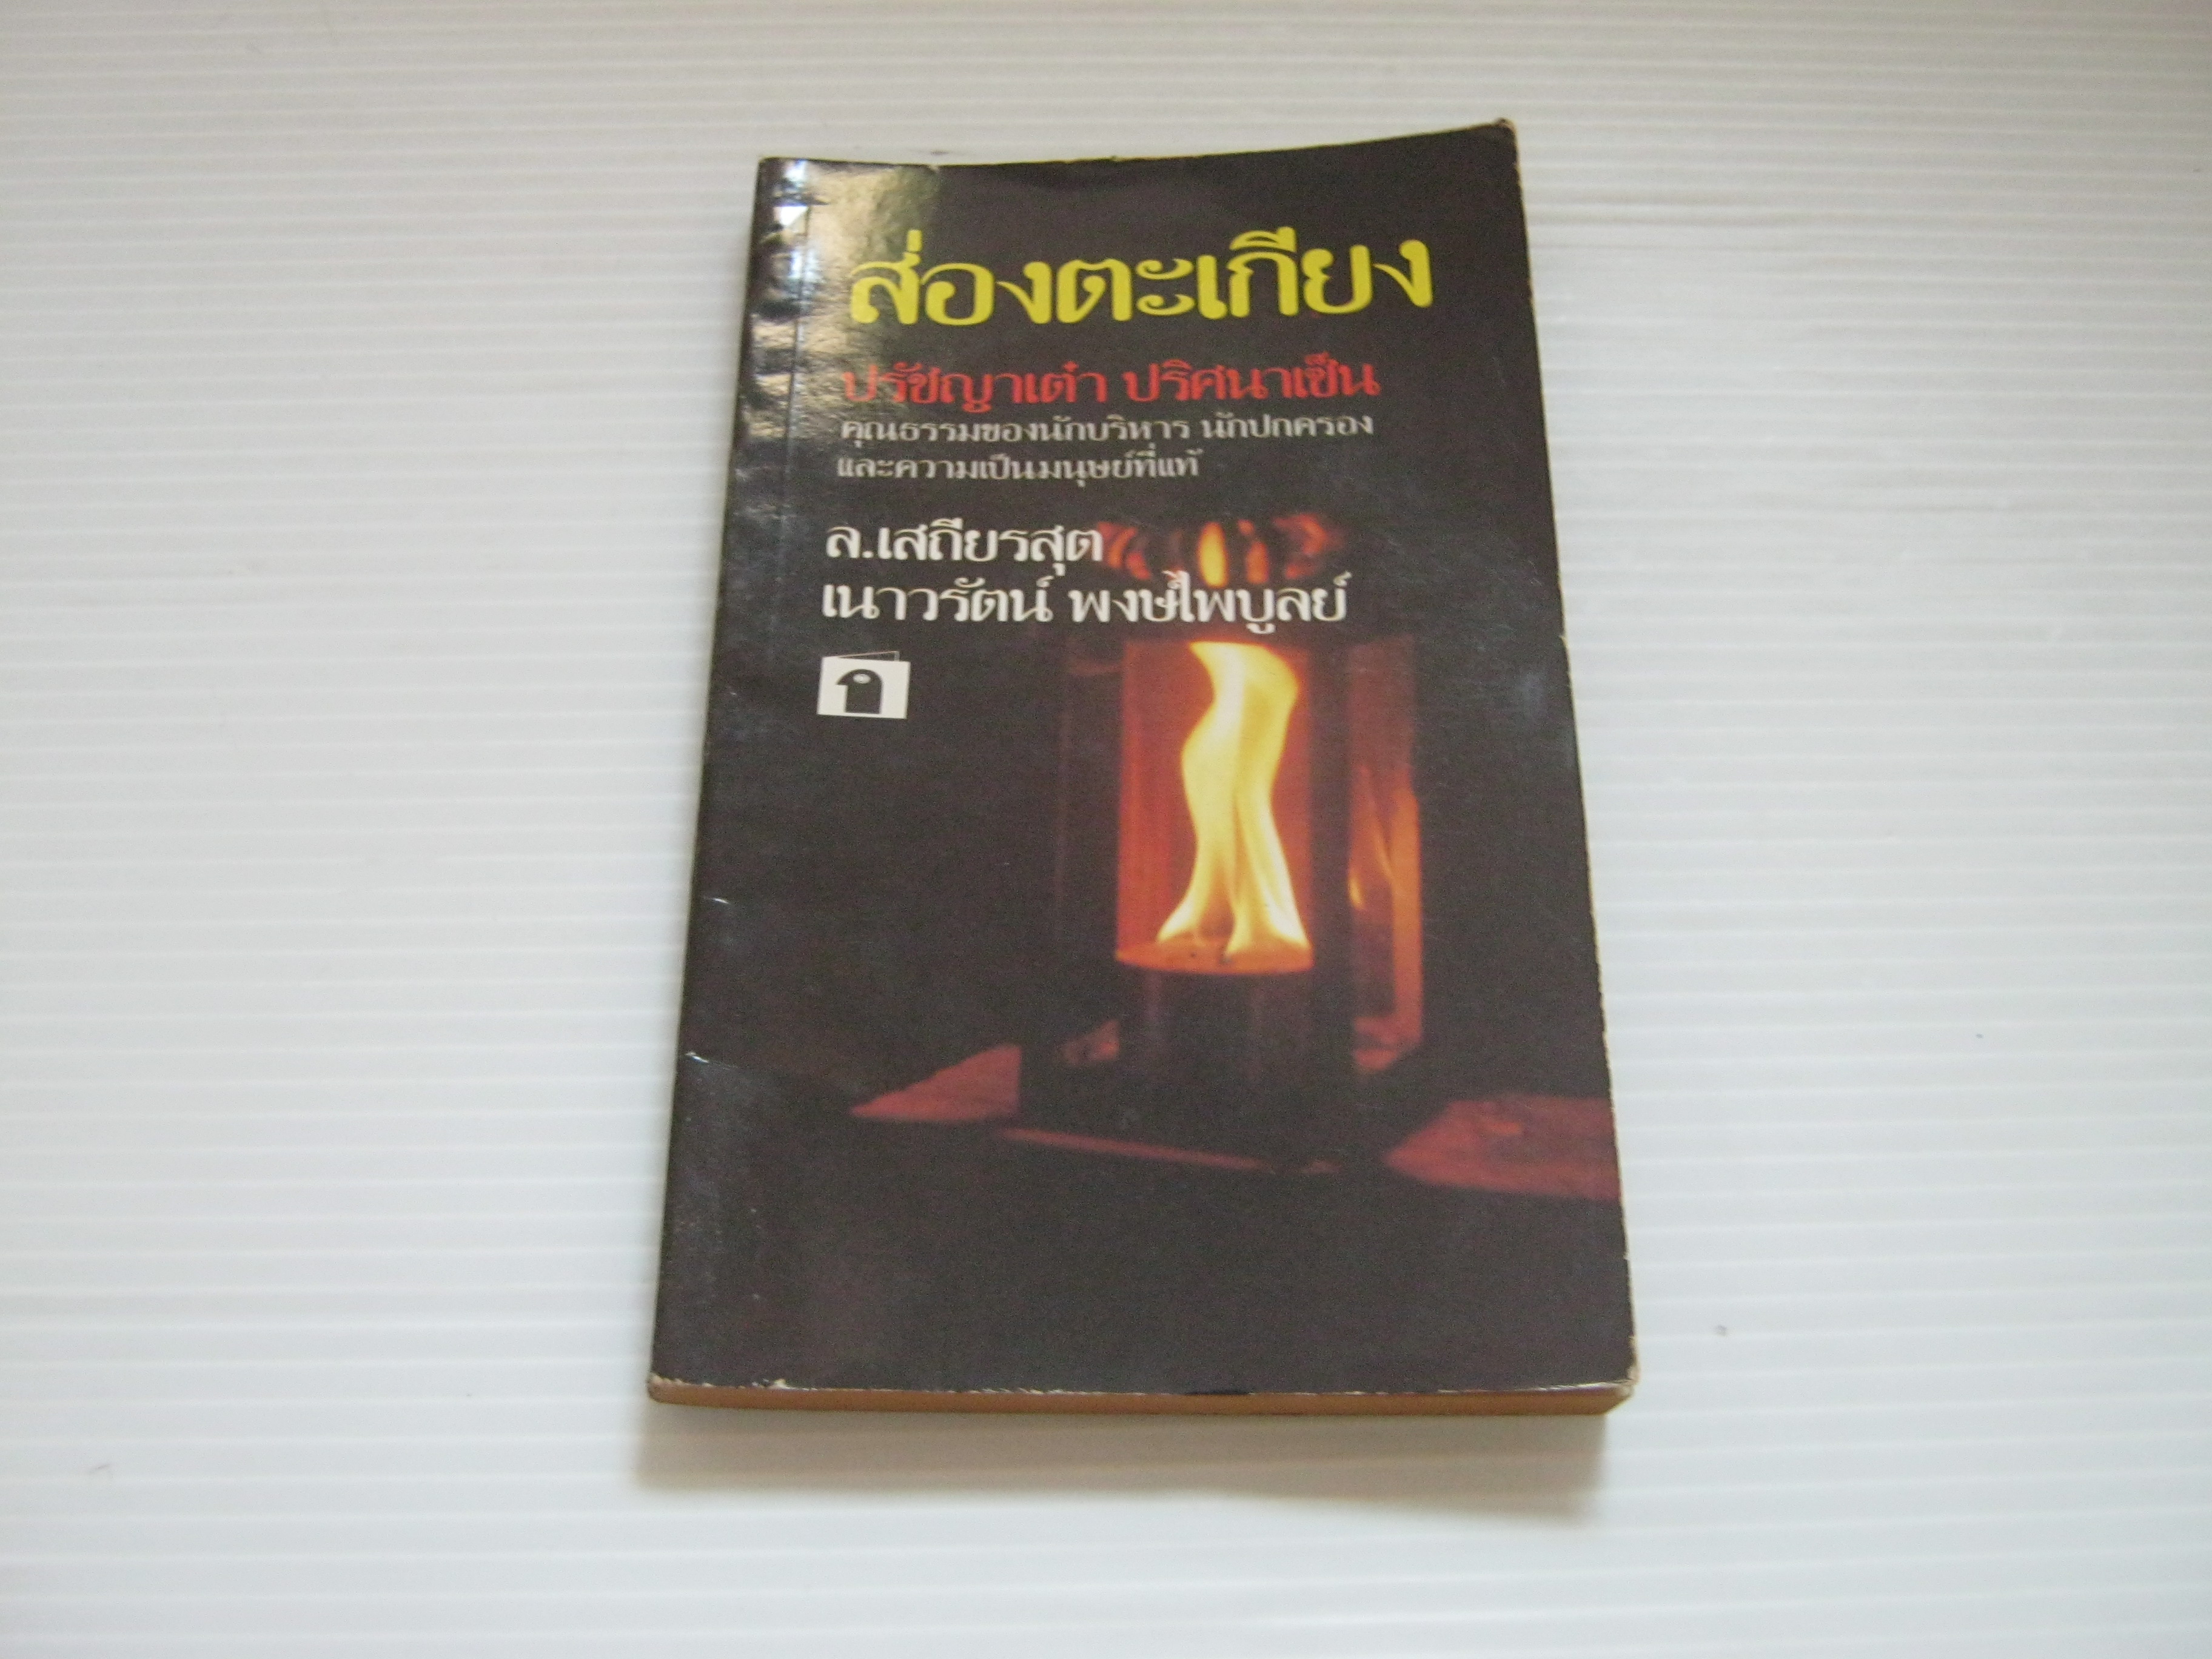 ส่องตะเกียง
ปรัชญาเต๋า ปริศนาเซ็น
คุณธรรมของนักบริหาร นักปกครอง
และความเป็นมนุษย์ที่แท้
ล.เสถียรสุต
เนาวรัตน์ พงษ์ไพบูลย์